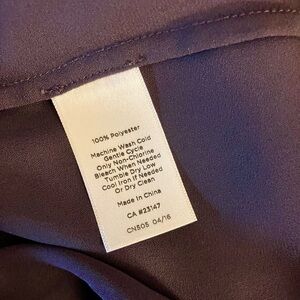 100% Polyester
Machine Wash Cold
Gentle Cycle
Only Non-Chlorine
Bleach When Needed
Tumble Dry Low
Cool Iron If Needed
Or Dry Clean
Made in China
CA #23147
CN505 04/16